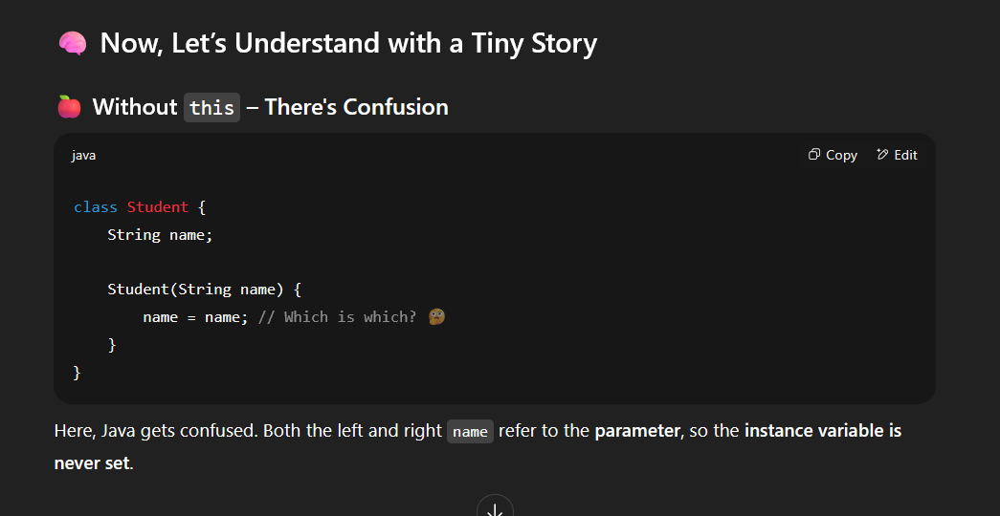 🧠 Now, Let’s Understand with a Tiny Story
🍎 Without this – There's Confusion
java Copy Edit
class Student {
    String name;
    Student(String name) {
        name = name; // Which is which? 🤔
    }
}
Here, Java gets confused. Both the left and right name refer to the parameter, so the instance variable is
never set.